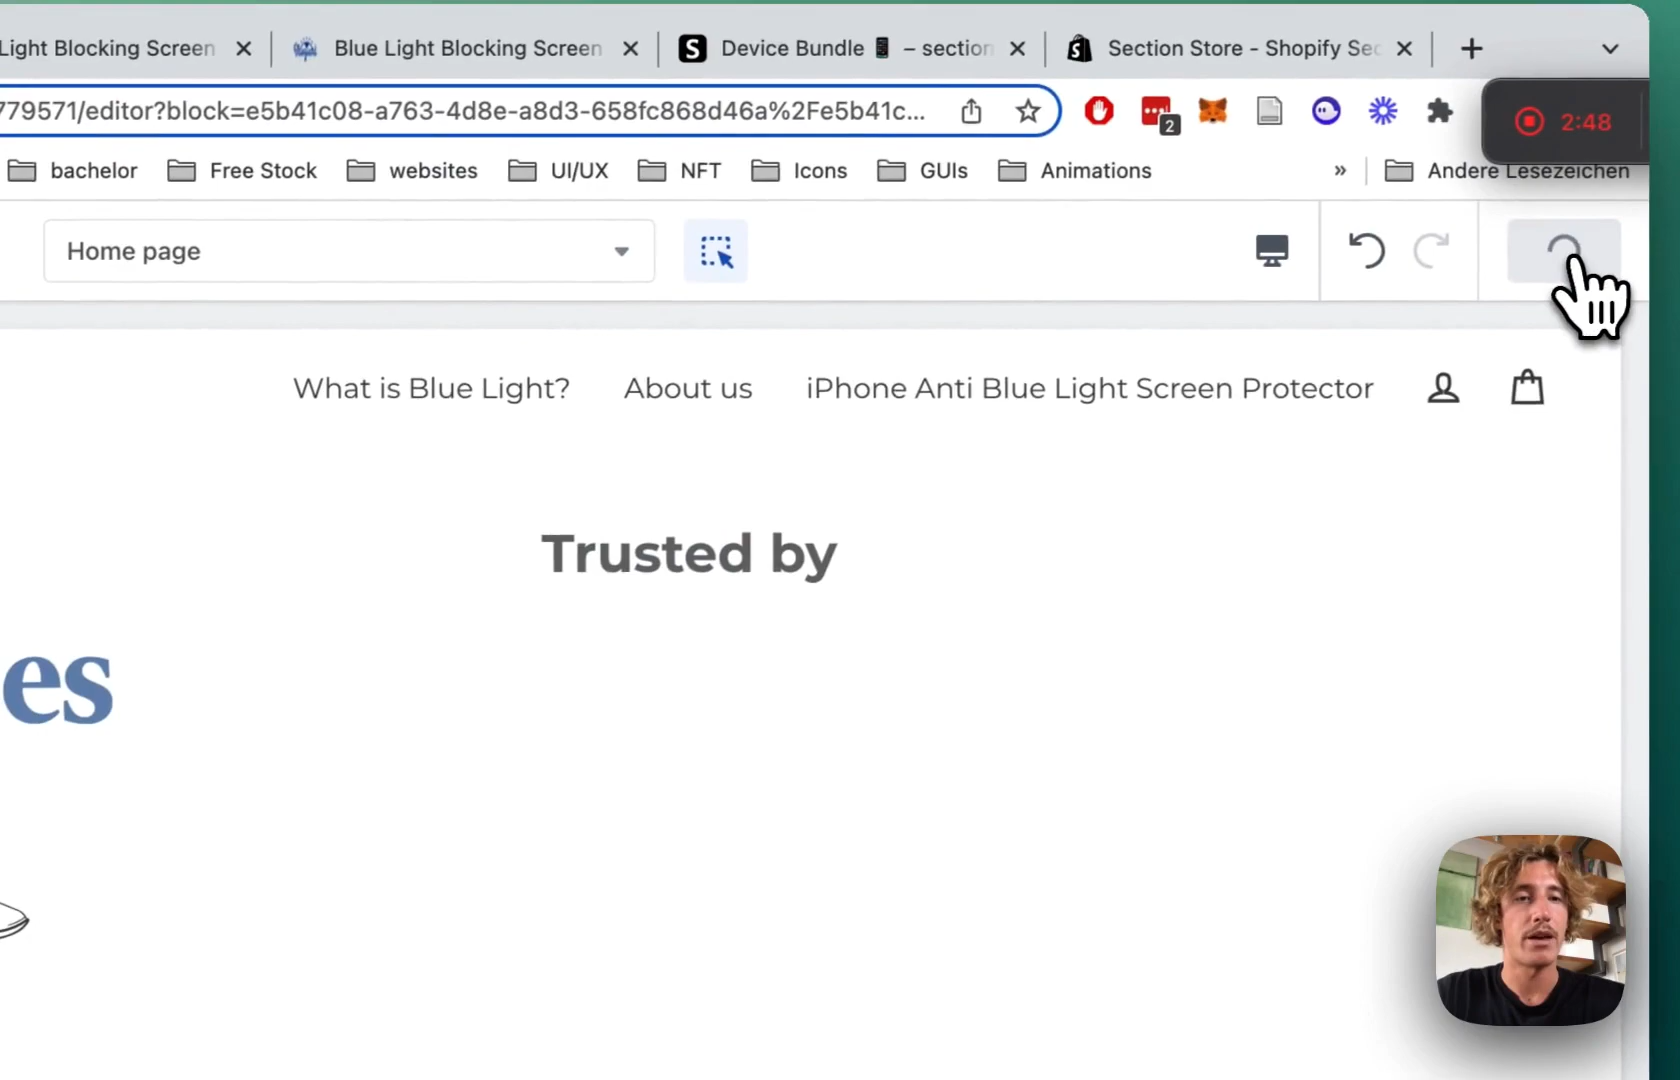 Light Blocking Screen
Blue Light Blocking Screen
Device Bundle – section
Section Store - Shopify Sec
779571/editor?block=e5b41c08-a763-4d8e-a8d3-658fc868d46a%2Fe5b41c...
2
2:48
bachelor
Free Stock
websites
UI/UX
NFT
Icons
GUIs
Animations
»
Andere Lesezeichen
Home page
What is Blue Light?
About us
iPhone Anti Blue Light Screen Protector
Trusted by
es